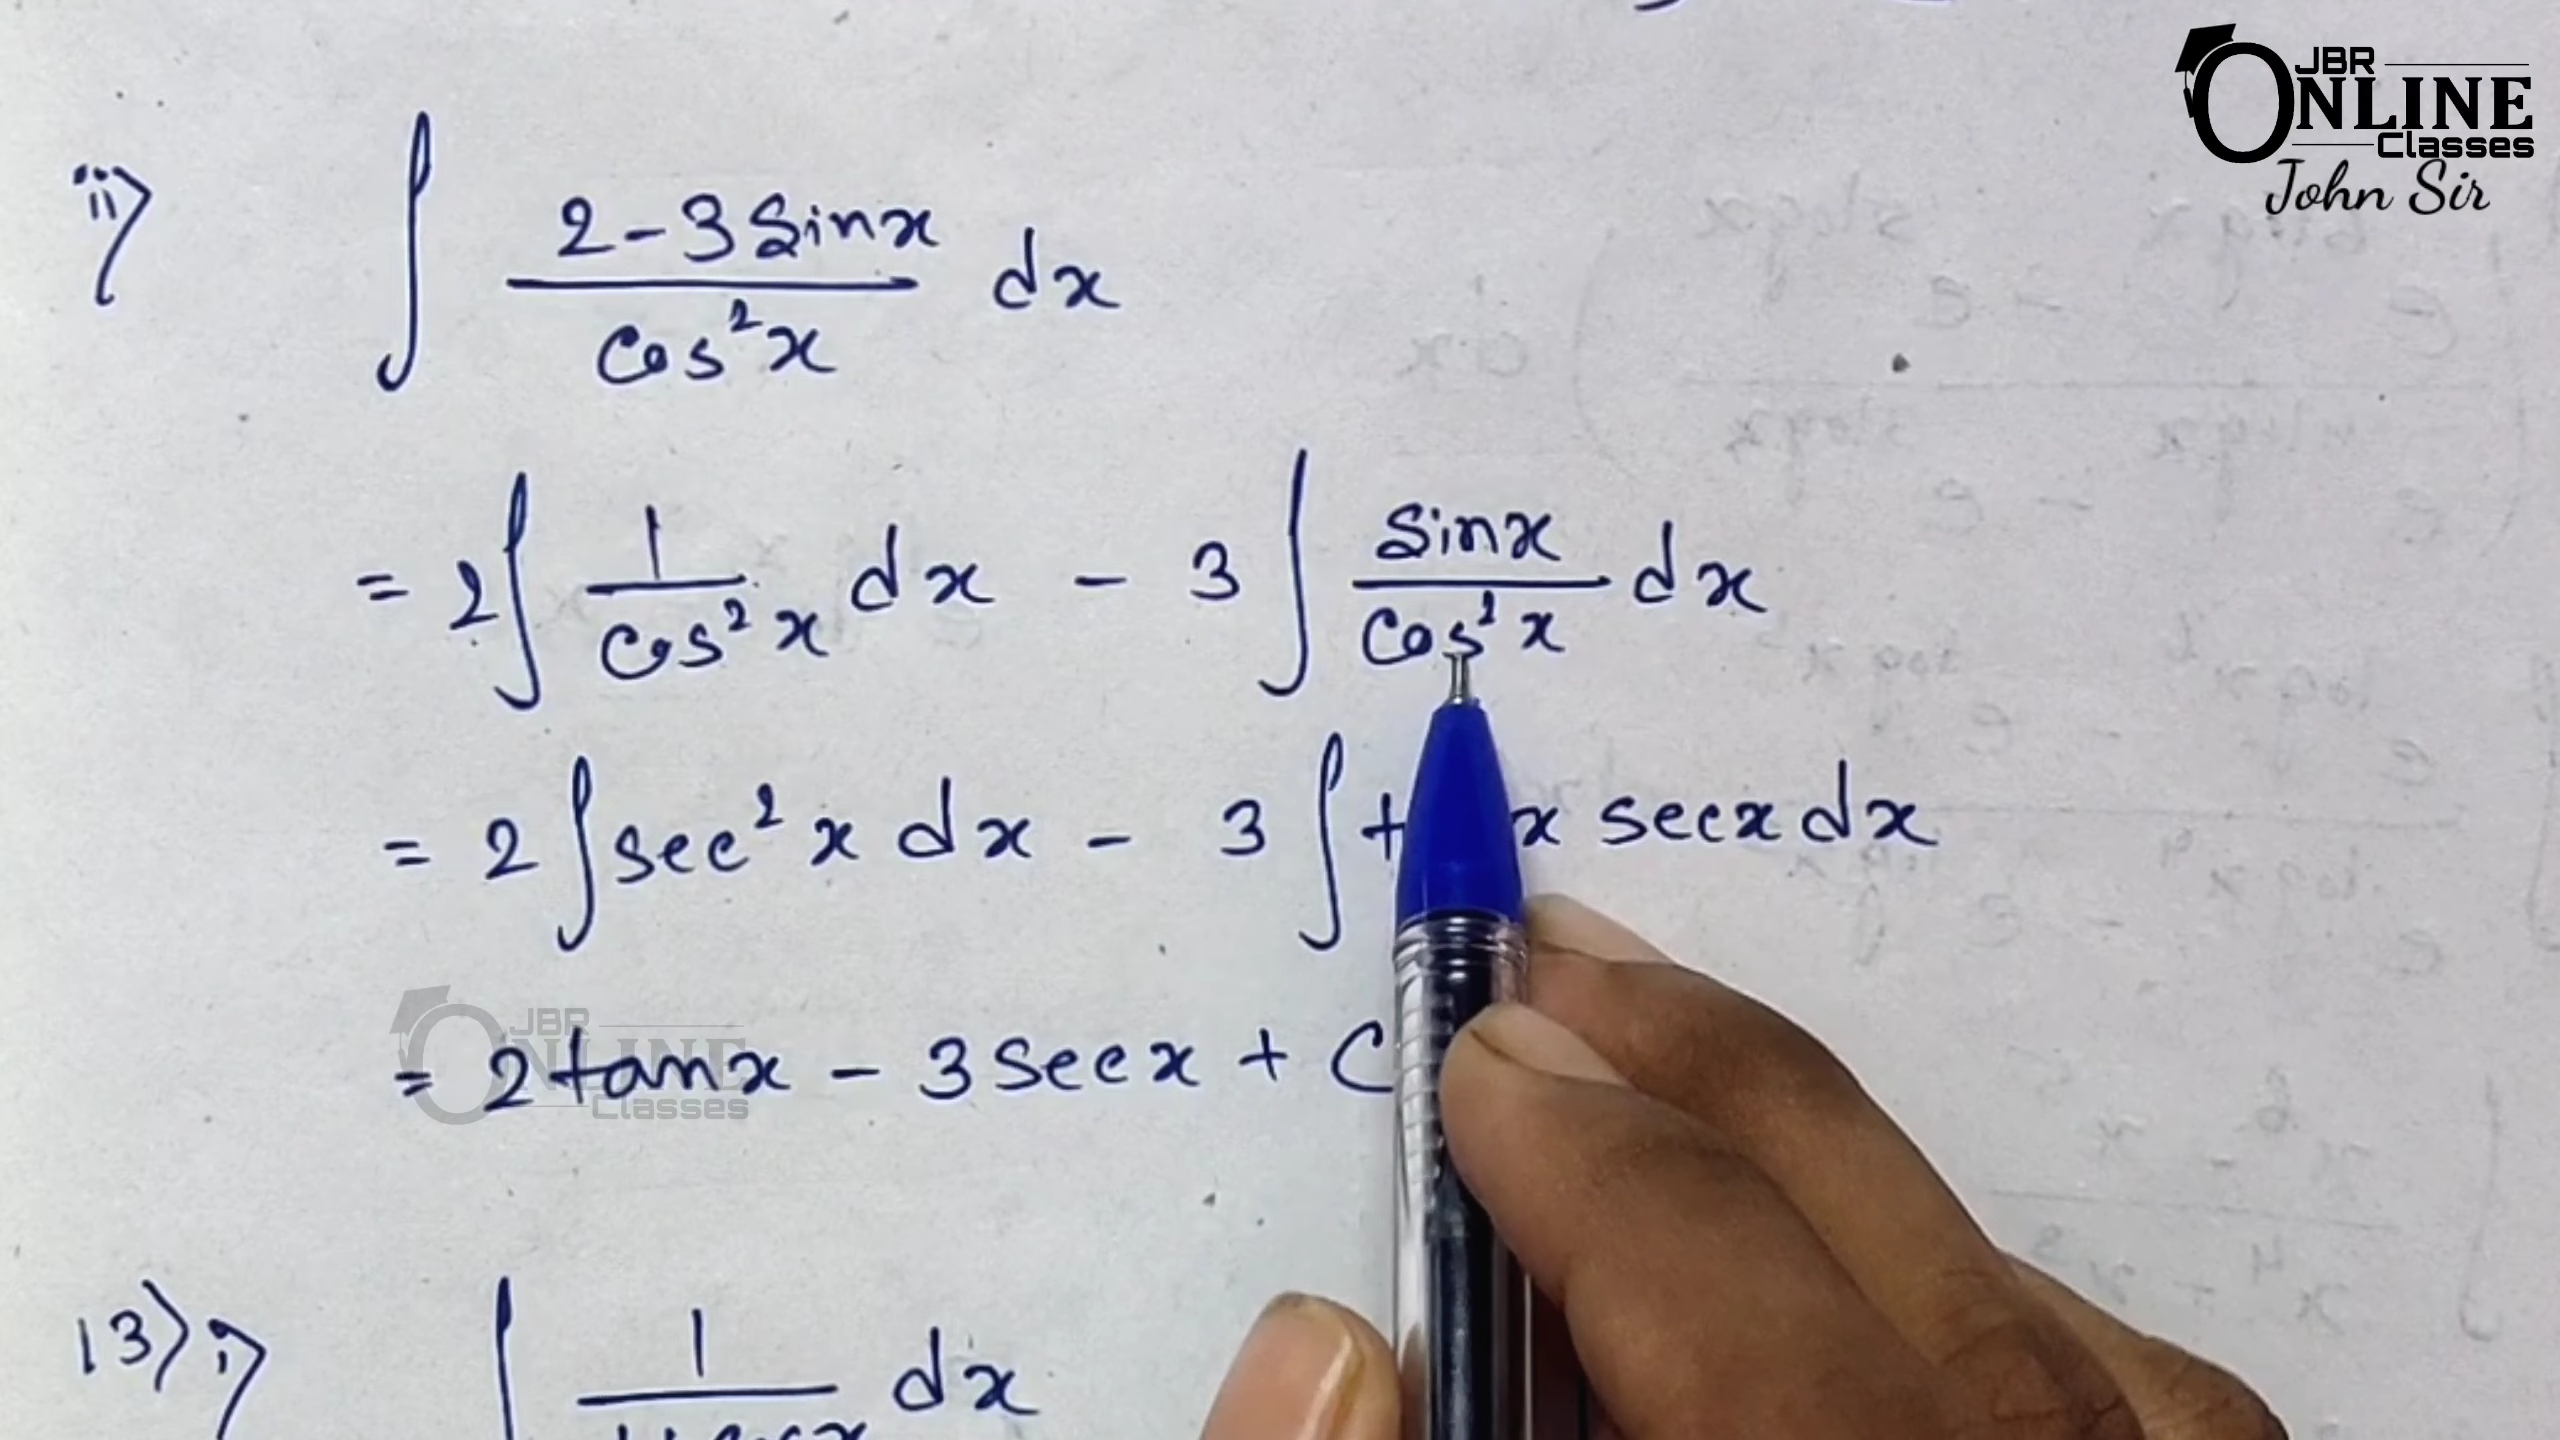 JBR
ONLINE
Classes
John Sir
ii) ∫ (2-3 Sinx)/(Cos²x) dx
= 2∫ 1/(Cos²x) dx - 3∫ (Sinx)/(Cos²x) dx
= 2∫sec²x dx - 3∫ x secx dx
= 2tanx - 3secx + C
JBR
ONLINE
Classes
13) i) ∫ 1/ dx